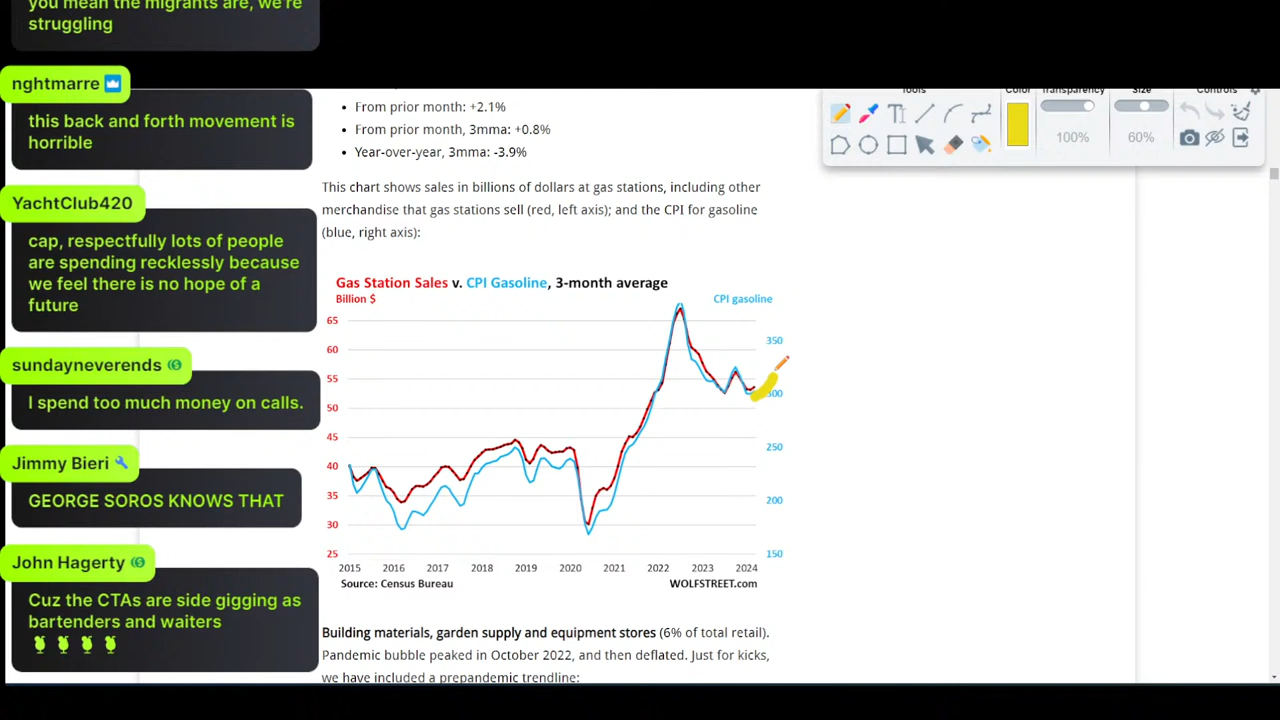 you mean the migrants are, we're
struggling
nghtmarre
this back and forth movement is
horrible
YachtClub420
cap, respectfully lots of people
are spending recklessly because
we feel there is no hope of a
future
sundayneverends
I spend too much money on calls.
Jimmy Bieri
GEORGE SOROS KNOWS THAT
John Hagerty
Cuz the CTAs are side gigging as
bartenders and waiters
• From prior month: +2.1%
• From prior month, 3mma: +0.8%
• Year-over-year, 3mma: -3.9%
This chart shows sales in billions of dollars at gas stations, including other
merchandise that gas stations sell (red, left axis); and the CPI for gasoline
(blue, right axis):
Gas Station Sales v. CPI Gasoline, 3-month average
Billion $
CPI gasoline
65
60
55
50
45
40
35
30
25
350
300
250
200
150
2015 2016 2017 2018 2019 2020 2021 2022 2023 2024
Source: Census Bureau
WOLFSTREET.com
Building materials, garden supply and equipment stores (6% of total retail).
Pandemic bubble peaked in October 2022, and then deflated. Just for kicks,
we have included a prepandemic trendline:
Tools Color Transparency Size Controls
100% 60%